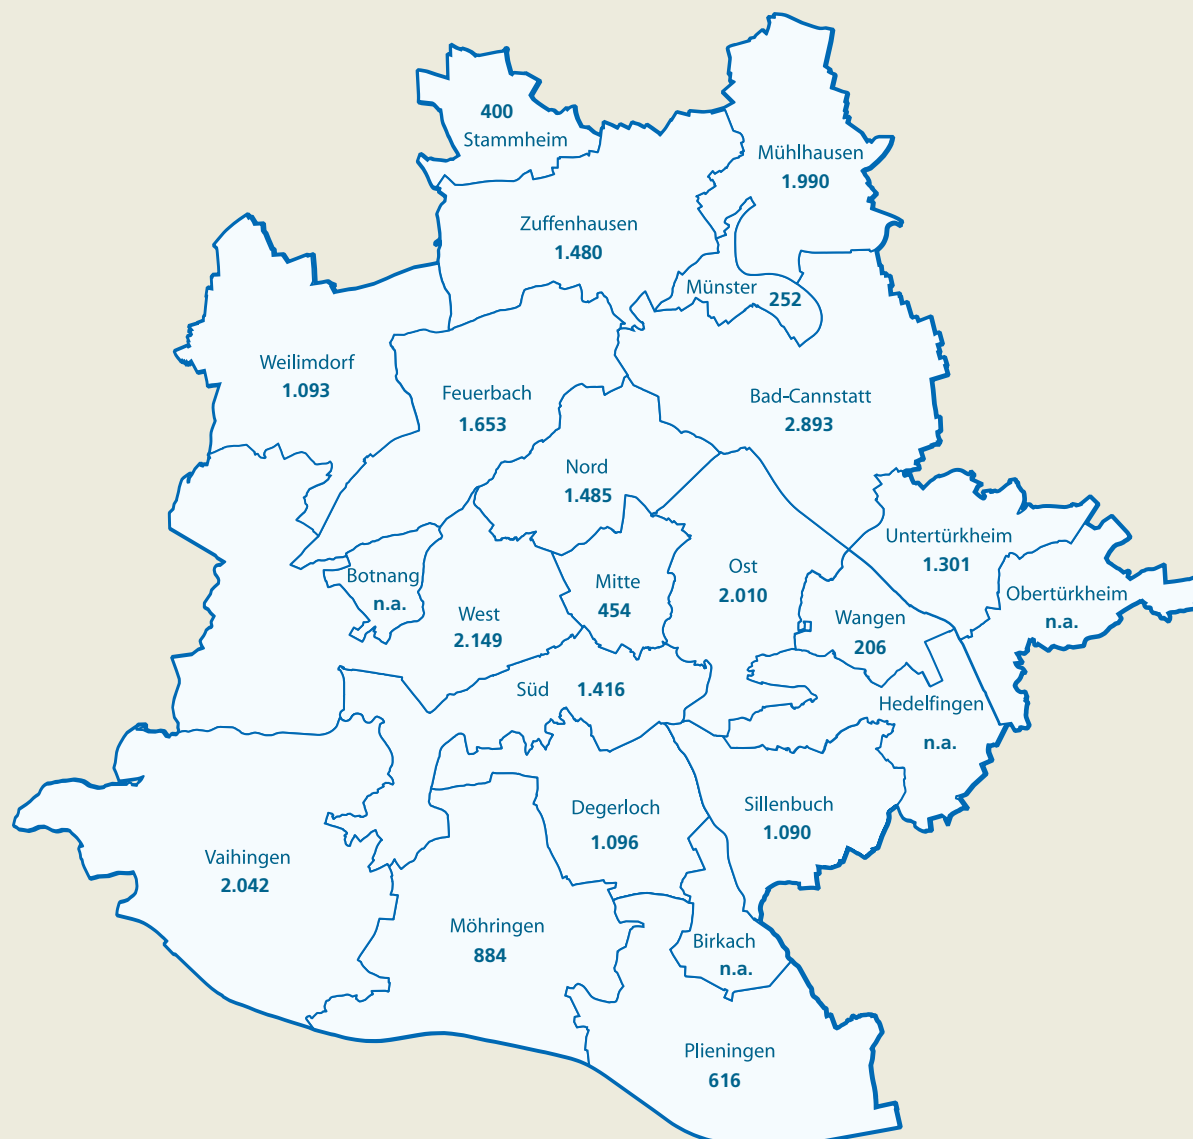 400
Stammheim
Mühlhausen
1.990
Zuffenhausen
1.480
Münster 252
Weilimdorf
1.093
Feuerbach
1.653
Bad-Cannstatt
2.893
Nord
1.485
Untertürkheim
1.301
Botnang
n.a.
Mitte
454
Ost
2.010
Obertürkheim
n.a.
West
2.149
Wangen
206
Süd 1.416
Hedelfingen
n.a.
Degerloch
1.096
Sillenbuch
1.090
Vaihingen
2.042
Möhringen
884
Birkach
n.a.
Plieningen
616